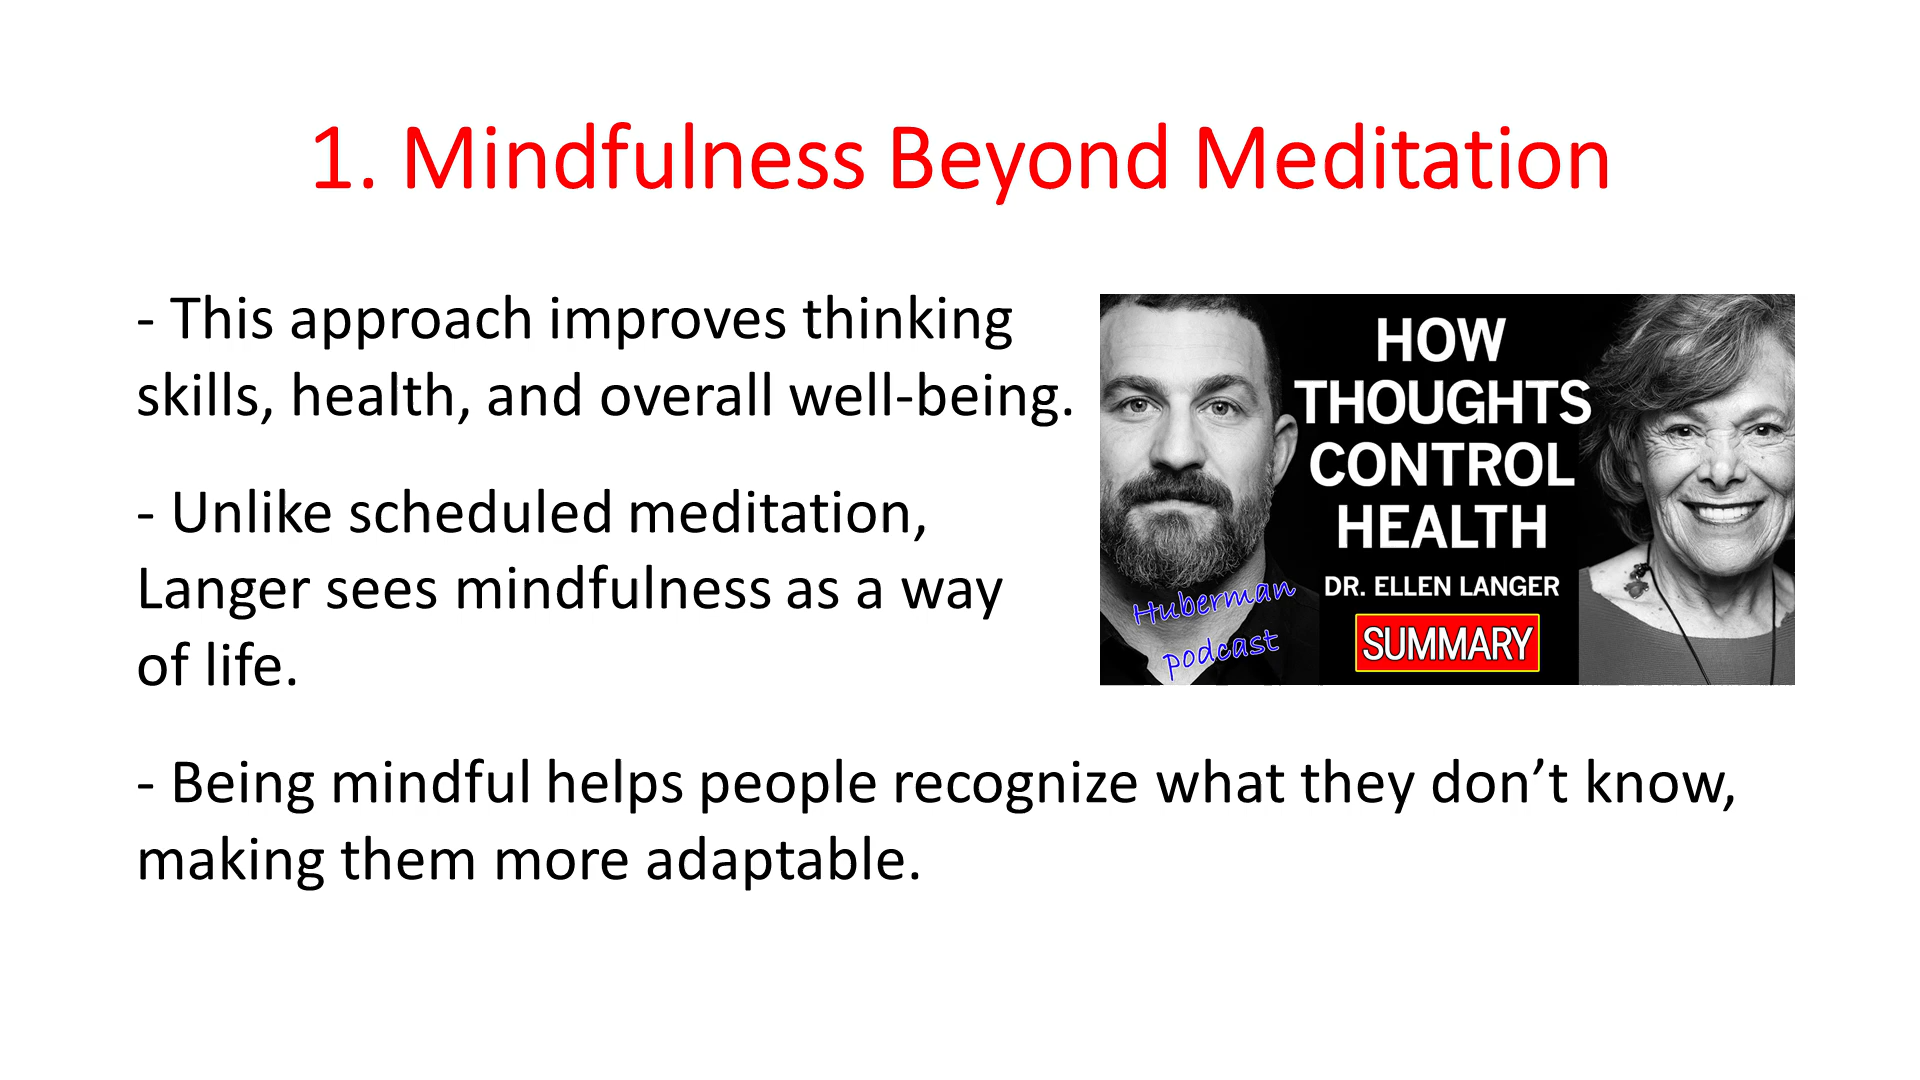 1. Mindfulness Beyond Meditation
- This approach improves thinking
skills, health, and overall well-being.
- Unlike scheduled meditation,
Langer sees mindfulness as a way
of life.
HOW
THOUGHTS
CONTROL
HEALTH
DR. ELLEN LANGER
SUMMARY
Huberman
podcast
- Being mindful helps people recognize what they don’t know,
making them more adaptable.